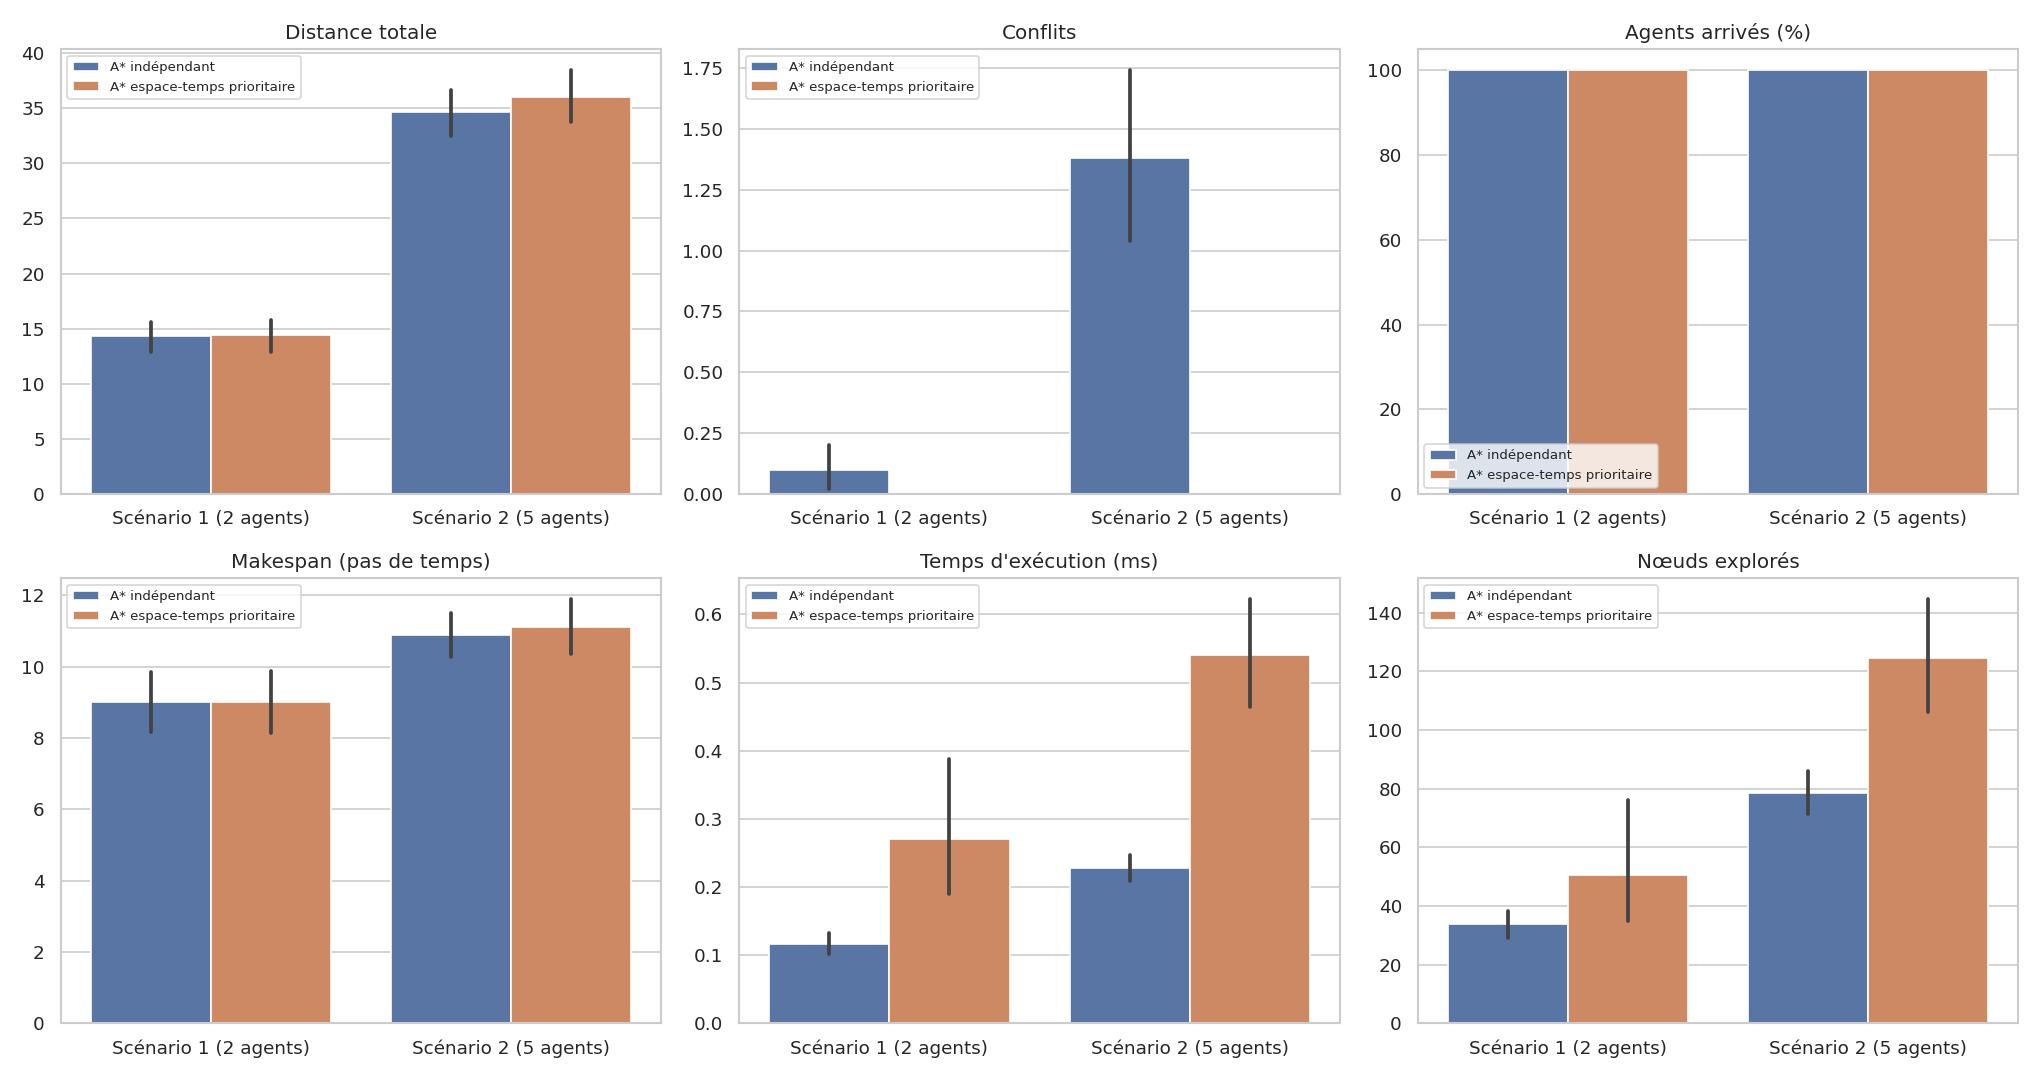 Distance totale
40
35
30
25
20
15
10
5
0
A* indépendant
A* espace-temps prioritaire
Scénario 1 (2 agents)
Scénario 2 (5 agents)
Conflits
1.75
1.50
1.25
1.00
0.75
0.50
0.25
0.00
A* indépendant
A* espace-temps prioritaire
Scénario 1 (2 agents)
Scénario 2 (5 agents)
Agents arrivés (%)
100
80
60
40
20
0
A* indépendant
A* espace-temps prioritaire
Scénario 1 (2 agents)
Scénario 2 (5 agents)
Makespan (pas de temps)
12
10
8
6
4
2
0
A* indépendant
A* espace-temps prioritaire
Scénario 1 (2 agents)
Scénario 2 (5 agents)
Temps d'exécution (ms)
0.6
0.5
0.4
0.3
0.2
0.1
0.0
A* indépendant
A* espace-temps prioritaire
Scénario 1 (2 agents)
Scénario 2 (5 agents)
Nœuds explorés
140
120
100
80
60
40
20
0
A* indépendant
A* espace-temps prioritaire
Scénario 1 (2 agents)
Scénario 2 (5 agents)